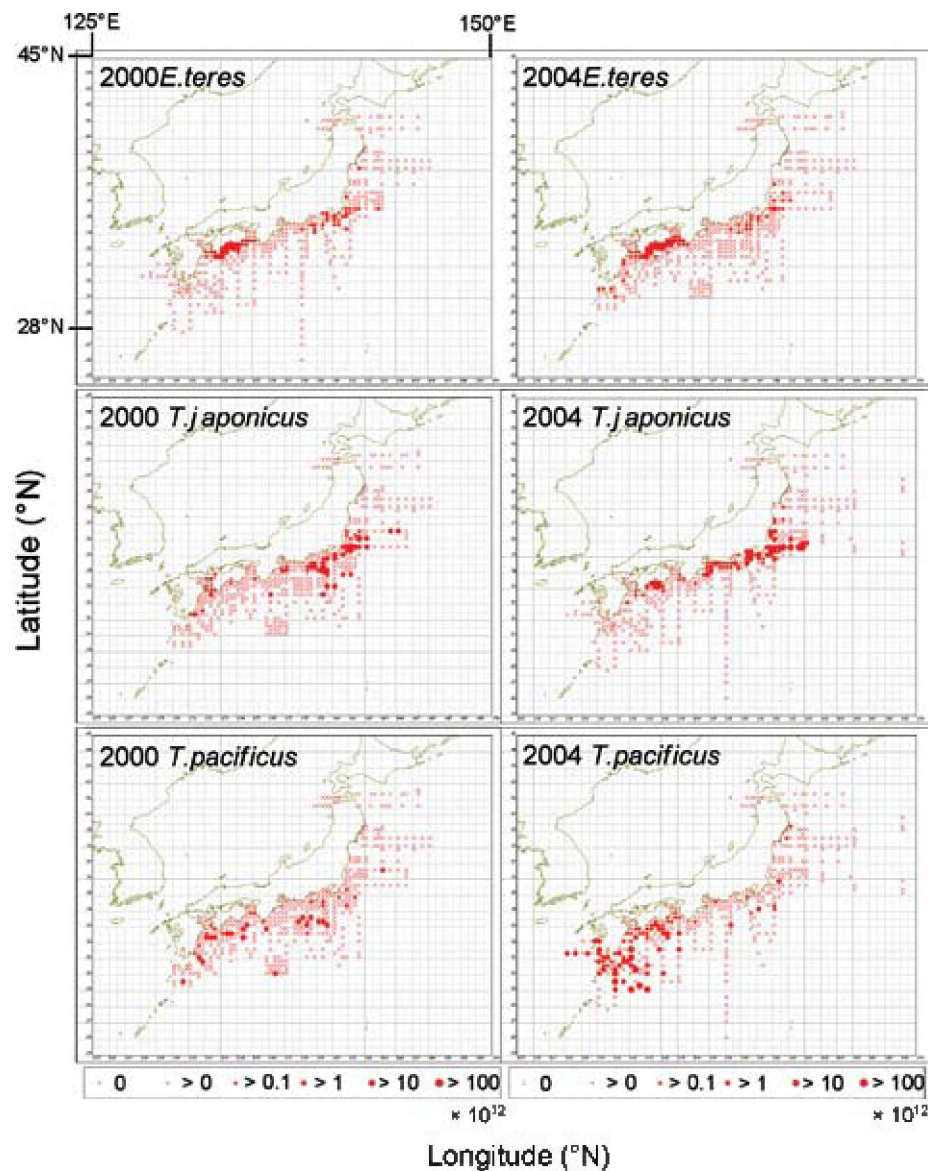 125°E 150°E
45°N
2000E.teres 2004E.teres
28°N
2000 T.japonicus 2004 T.japonicus
Latitude (°N)
2000 T.pacificus 2004 T.pacificus
0 > 0 > 0.1 > 1 > 10 > 100 0 > 0 > 0.1 > 1 > 10 > 100
× 10¹² × 10¹²
Longitude (°N)